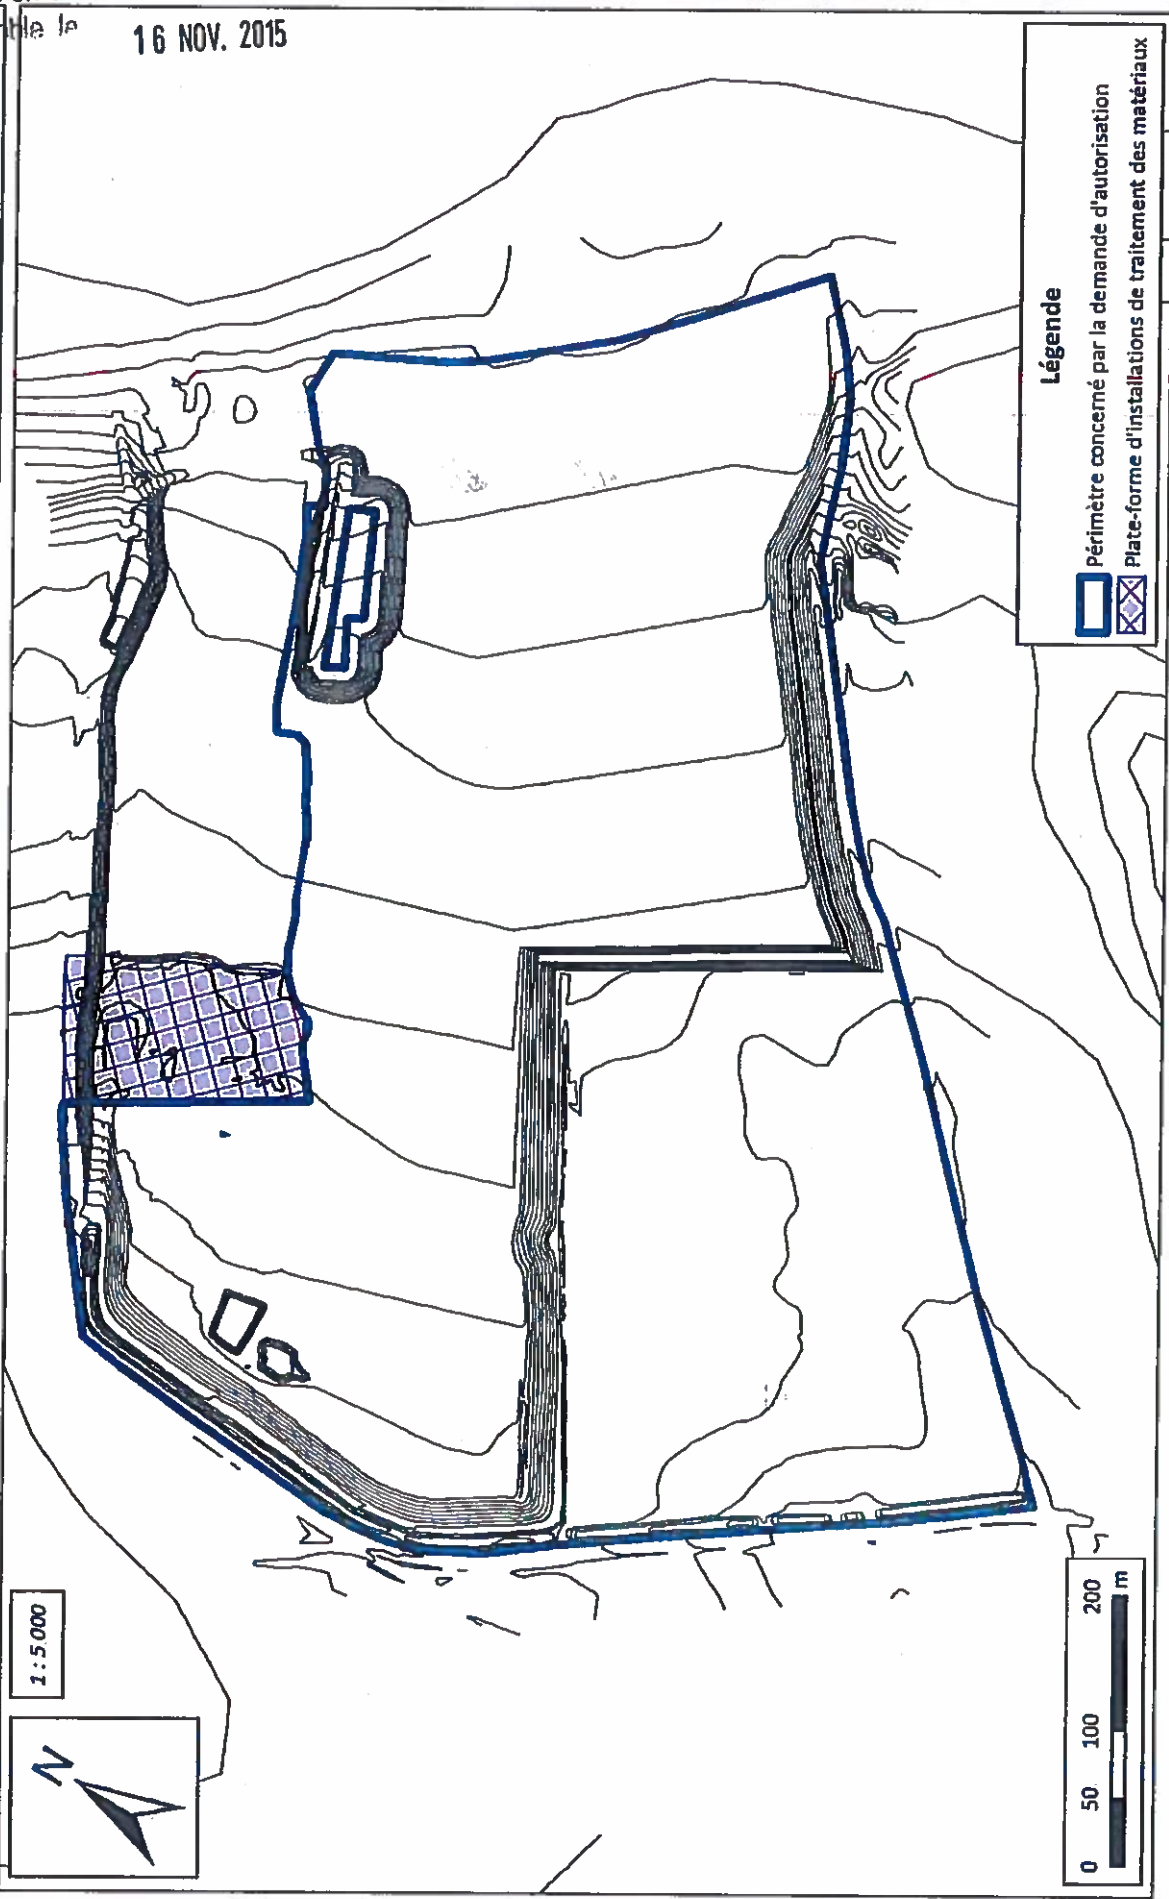 16 NOV. 2015
1 : 5 000
N
Légende
Périmètre concerné par la demande d'autorisation
Plate-forme d'installations de traitement des matériaux
0 50 100 200
m